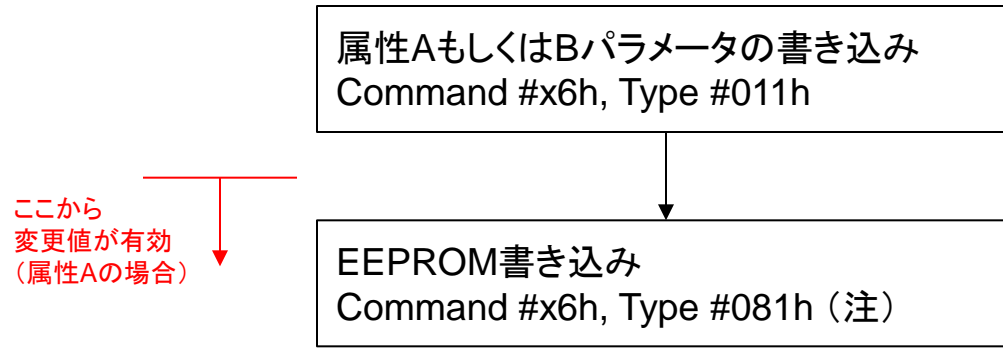 属性AもしくはBパラメータの書き込み
Command #x6h, Type #011h
ここから
変更値が有効
（属性Aの場合）
EEPROM書き込み
Command #x6h, Type #081h（注）